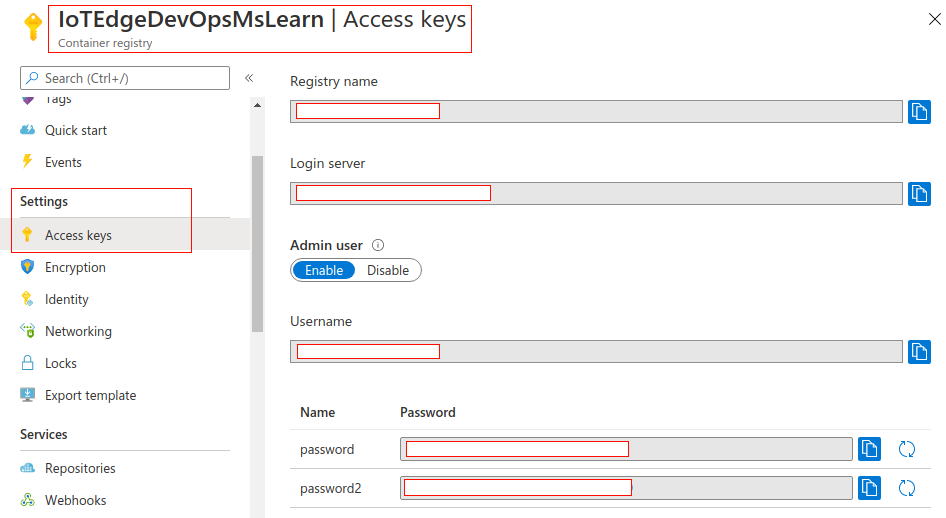 IoTEdgeDevOpsMsLearn | Access keys
Container registry
Search (Ctrl+/)
«
Tags
Quick start
Events
Settings
Access keys
Encryption
Identity
Networking
Locks
Export template
Services
Repositories
Webhooks
Registry name
Login server
Admin user
Enable Disable
Username
Name Password
password
password2